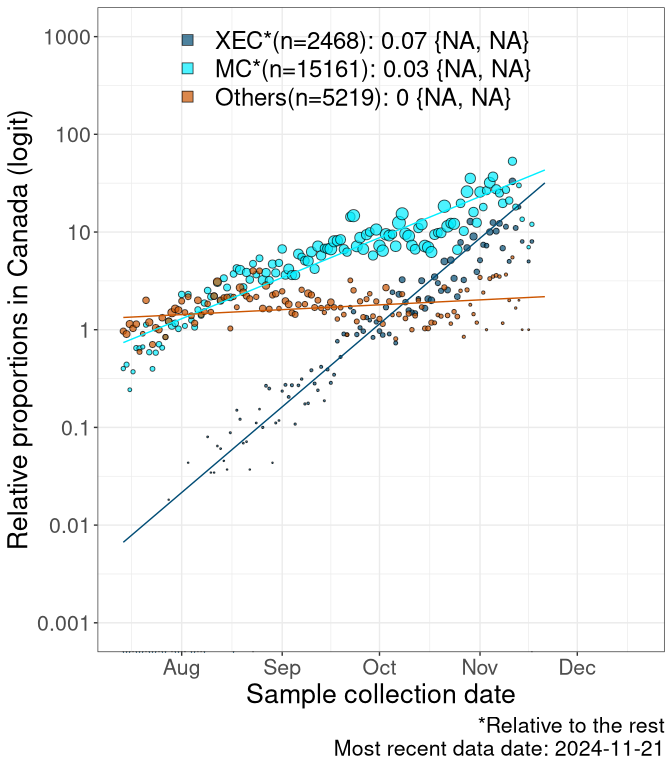 XEC*(n=2468): 0.07 {NA, NA}
MC*(n=15161): 0.03 {NA, NA}
Others(n=5219): 0 {NA, NA}
Relative proportions in Canada (logit)
1000
100
10
1
0.1
0.01
0.001
Aug Sep Oct Nov Dec
Sample collection date
*Relative to the rest
Most recent data date: 2024-11-21